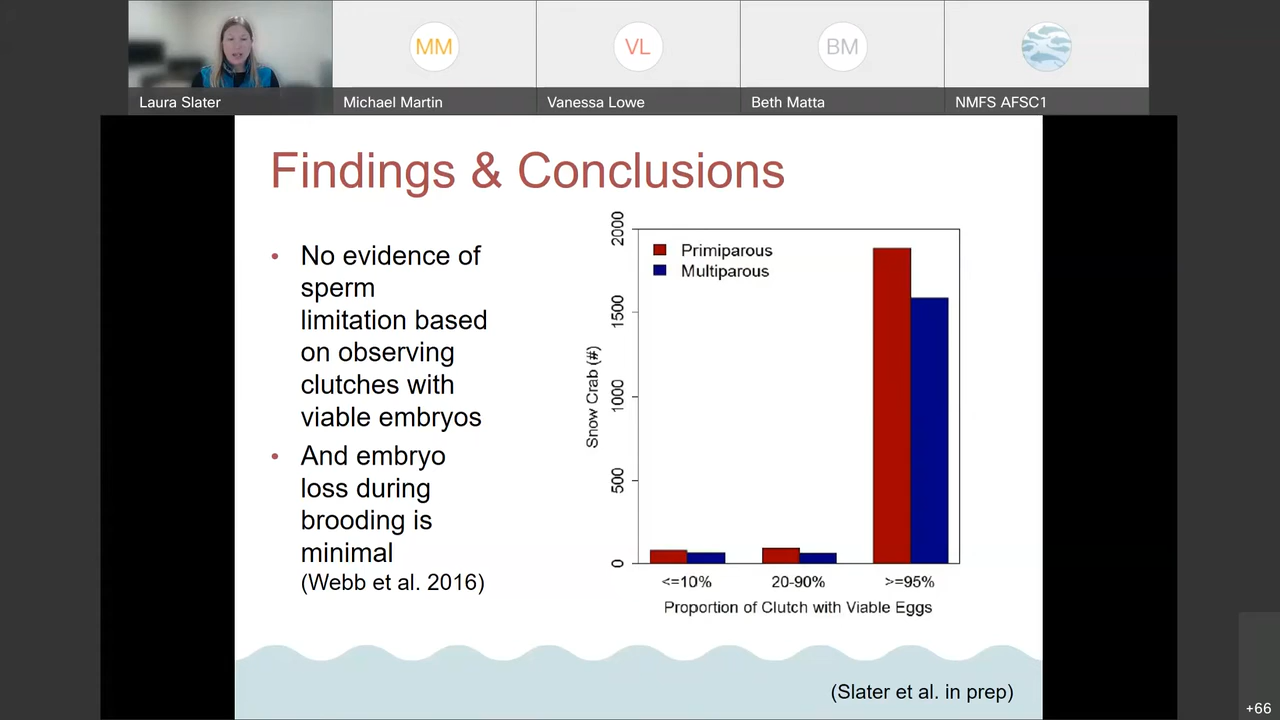 MM
VL
BM
Laura Slater
Michael Martin
Vanessa Lowe
Beth Matta
NMFS AFSC1
Findings & Conclusions
• No evidence of
sperm
limitation based
on observing
clutches with
viable embryos
• And embryo
loss during
brooding is
minimal
(Webb et al. 2016)
Primiparous
Multiparous
Snow Crab (#)
2000
1500
1000
500
0
<=10%
20-90%
>=95%
Proportion of Clutch with Viable Eggs
(Slater et al. in prep)
+66